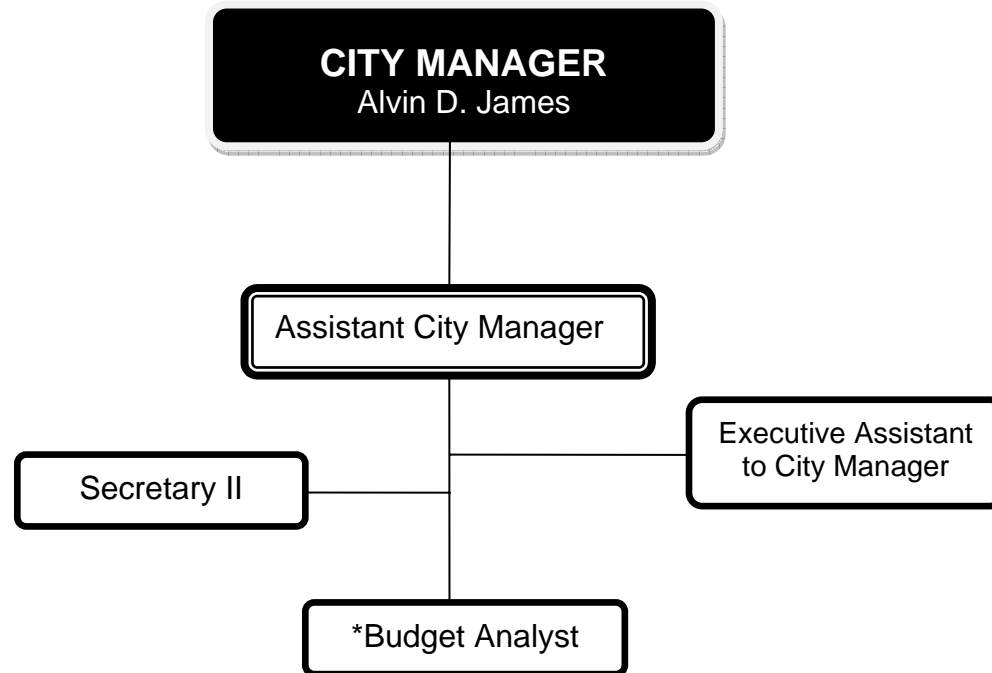 CITY MANAGER
Alvin D. James
Assistant City Manager
Executive Assistant
to City Manager
Secretary II
*Budget Analyst